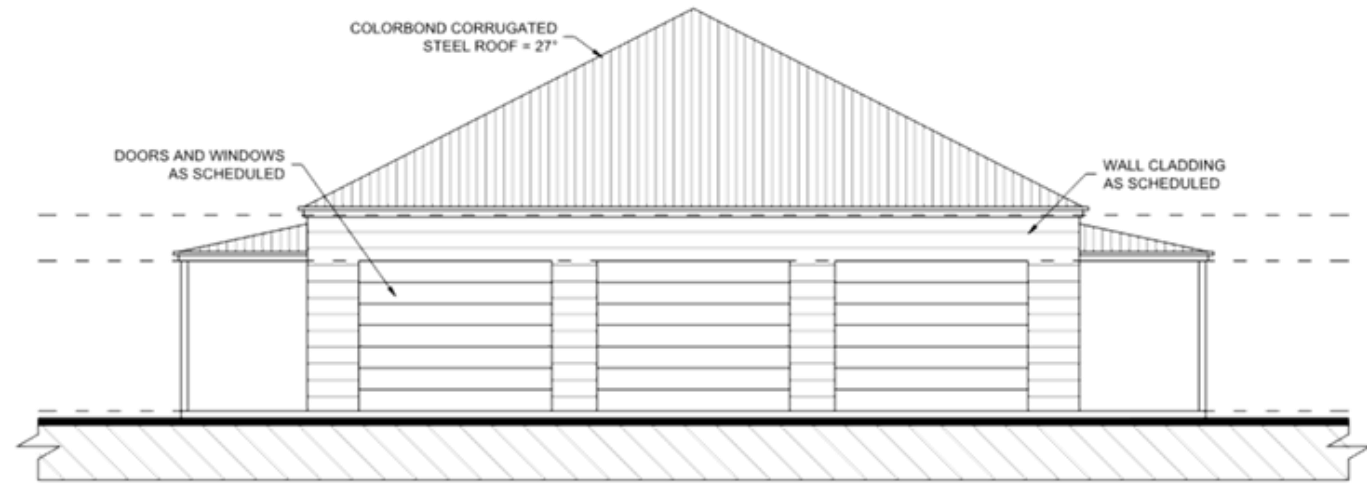 COLORBOND CORRUGATED
STEEL ROOF = 27°
DOORS AND WINDOWS
AS SCHEDULED
WALL CLADDING
AS SCHEDULED